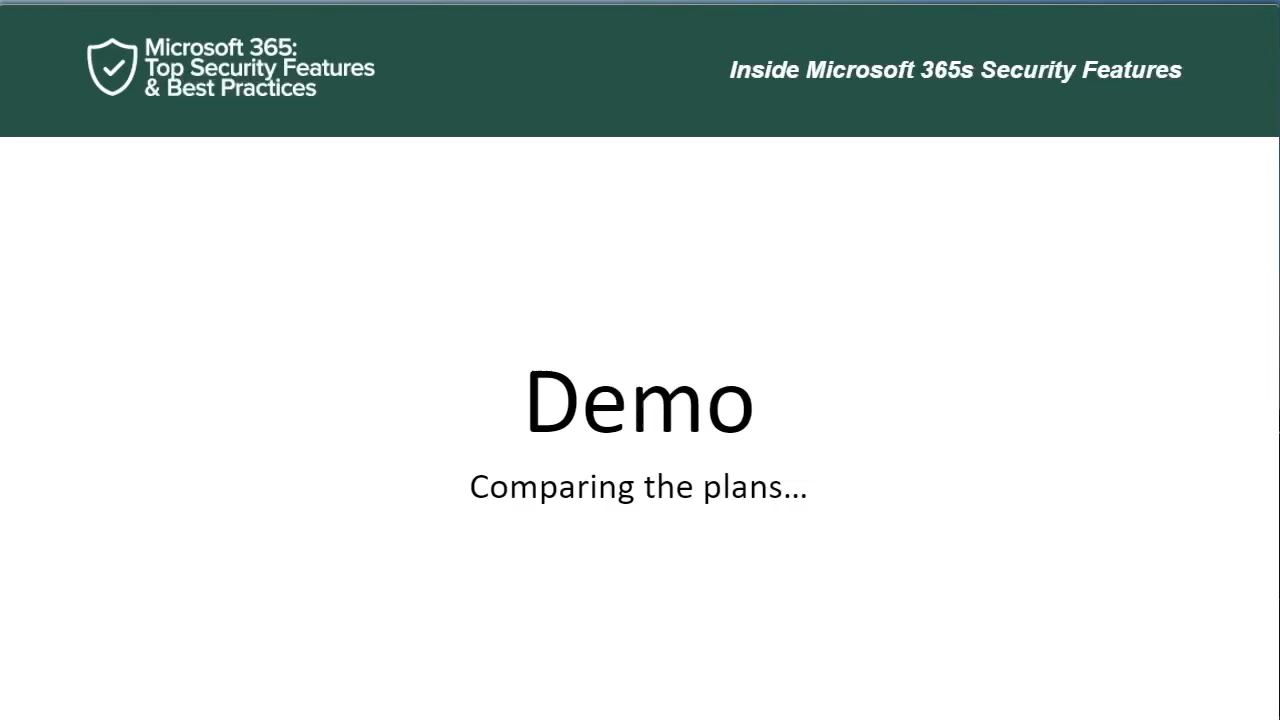 Microsoft 365:
Top Security Features
& Best Practices
Inside Microsoft 365s Security Features
Demo
Comparing the plans...